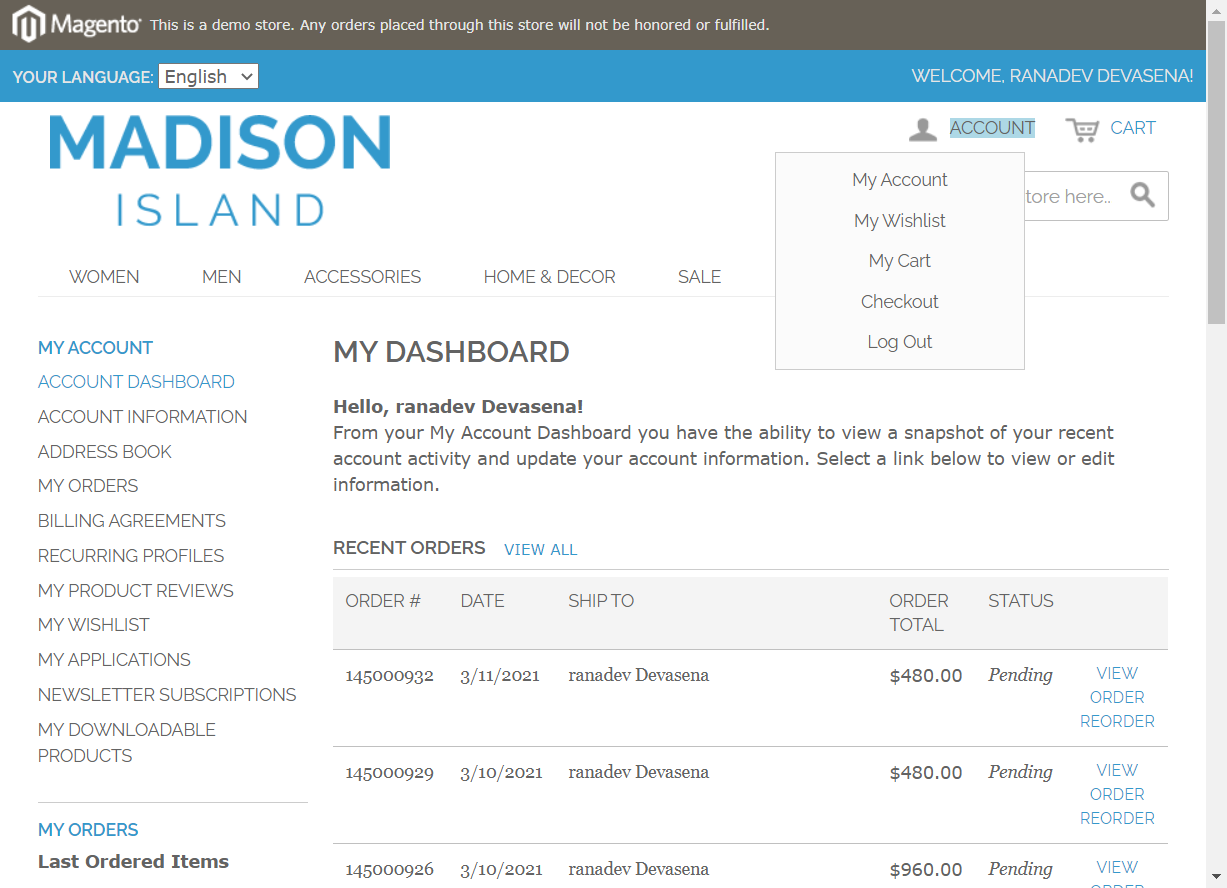 Magento This is a demo store. Any orders placed through this store will not be honored or fulfilled.
YOUR LANGUAGE: English
WELCOME, RANADEV DEVASENA!
MADISON
ISLAND
ACCOUNT
CART
My Account
My Wishlist
My Cart
Checkout
Log Out
tore here..
WOMEN
MEN
ACCESSORIES
HOME & DECOR
SALE
MY ACCOUNT
ACCOUNT DASHBOARD
ACCOUNT INFORMATION
ADDRESS BOOK
MY ORDERS
BILLING AGREEMENTS
RECURRING PROFILES
MY PRODUCT REVIEWS
MY WISHLIST
MY APPLICATIONS
NEWSLETTER SUBSCRIPTIONS
MY DOWNLOADABLE
PRODUCTS
MY ORDERS
Last Ordered Items
MY DASHBOARD
Hello, ranadev Devasena!
From your My Account Dashboard you have the ability to view a snapshot of your recent
account activity and update your account information. Select a link below to view or edit
information.
RECENT ORDERS VIEW ALL
ORDER # DATE SHIP TO ORDER TOTAL STATUS
145000932 3/11/2021 ranadev Devasena $480.00 Pending VIEW ORDER REORDER
145000929 3/10/2021 ranadev Devasena $480.00 Pending VIEW ORDER REORDER
145000926 3/10/2021 ranadev Devasena $960.00 Pending VIEW ORDER